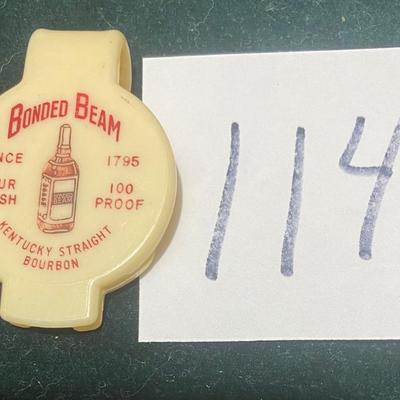 BONDED BEAM
NCE 1795
UR 100
SH PROOF
KENTUCKY STRAIGHT
BOURBON
114